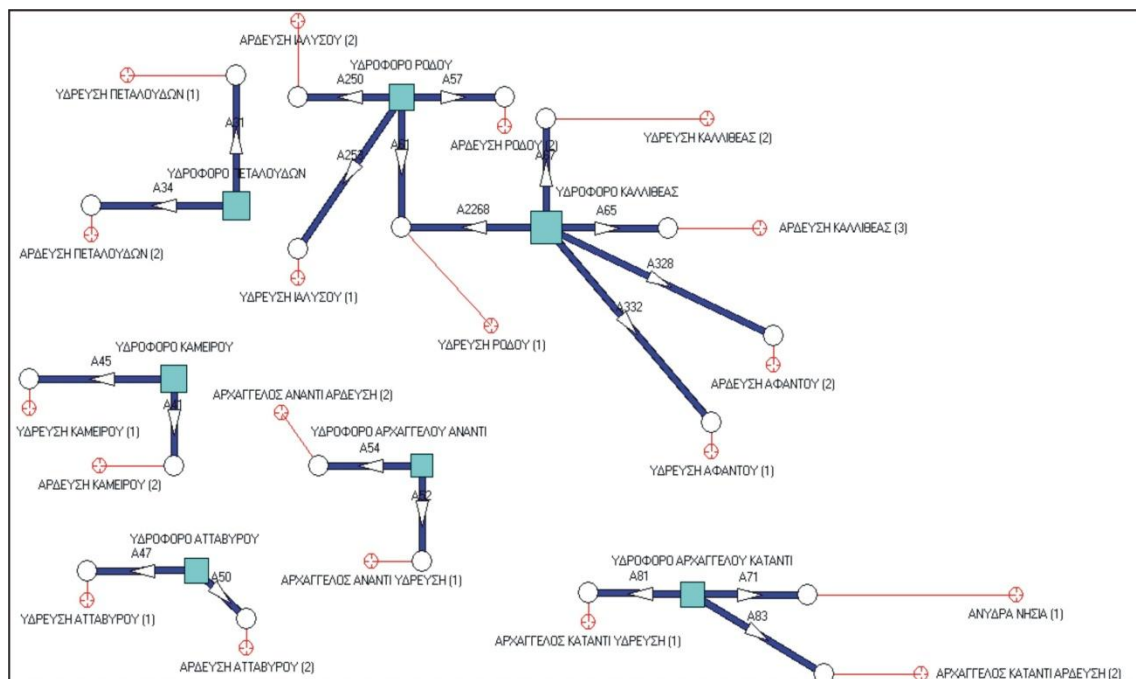 ΑΡΔΕΥΣΗ ΙΑΛΥΣΟΥ (2)
ΥΔΡΟΦΟΡΟ ΡΟΔΟΥ
A250
A57
ΥΔΡΕΥΣΗ ΠΕΤΑΛΟΥΔΩΝ (1)
ΑΡΔΕΥΣΗ ΡΟΔΟΥ (2)
ΥΔΡΕΥΣΗ ΚΑΛΛΙΘΕΑΣ (2)
ΥΔΡΟΦΟΡΟ ΠΕΤΑΛΟΥΔΩΝ
A34
ΥΔΡΟΦΟΡΟ ΚΑΛΛΙΘΕΑΣ
A2268
A65
ΑΡΔΕΥΣΗ ΚΑΛΛΙΘΕΑΣ (3)
ΑΡΔΕΥΣΗ ΠΕΤΑΛΟΥΔΩΝ (2)
A328
ΥΔΡΕΥΣΗ ΙΑΛΥΣΟΥ (1)
A332
ΥΔΡΕΥΣΗ ΡΟΔΟΥ (1)
ΥΔΡΟΦΟΡΟ ΚΑΜΕΙΡΟΥ
A45
ΑΡΔΕΥΣΗ ΑΦΑΝΤΟΥ (2)
ΑΡΧΑΓΓΕΛΟΣ ΑΝΑΝΤΙ ΑΡΔΕΥΣΗ (2)
ΥΔΡΕΥΣΗ ΚΑΜΕΙΡΟΥ (1)
ΥΔΡΟΦΟΡΟ ΑΡΧΑΓΓΕΛΟΥ ΑΝΑΝΤΙ
A54
ΥΔΡΕΥΣΗ ΑΦΑΝΤΟΥ (1)
ΑΡΔΕΥΣΗ ΚΑΜΕΙΡΟΥ (2)
A52
ΥΔΡΟΦΟΡΟ ΑΤΤΑΒΥΡΟΥ
A47
A50
ΑΡΧΑΓΓΕΛΟΣ ΑΝΑΝΤΙ ΥΔΡΕΥΣΗ (1)
ΥΔΡΟΦΟΡΟ ΑΡΧΑΓΓΕΛΟΥ ΚΑΤΑΝΤΙ
A81
A71
ΥΔΡΕΥΣΗ ΑΤΤΑΒΥΡΟΥ (1)
ΑΝΥΔΡΑ ΝΗΣΙΑ (1)
A83
ΑΡΧΑΓΓΕΛΟΣ ΚΑΤΑΝΤΙ ΥΔΡΕΥΣΗ (1)
ΑΡΔΕΥΣΗ ΑΤΤΑΒΥΡΟΥ (2)
ΑΡΧΑΓΓΕΛΟΣ ΚΑΤΑΝΤΙ ΑΡΔΕΥΣΗ (2)